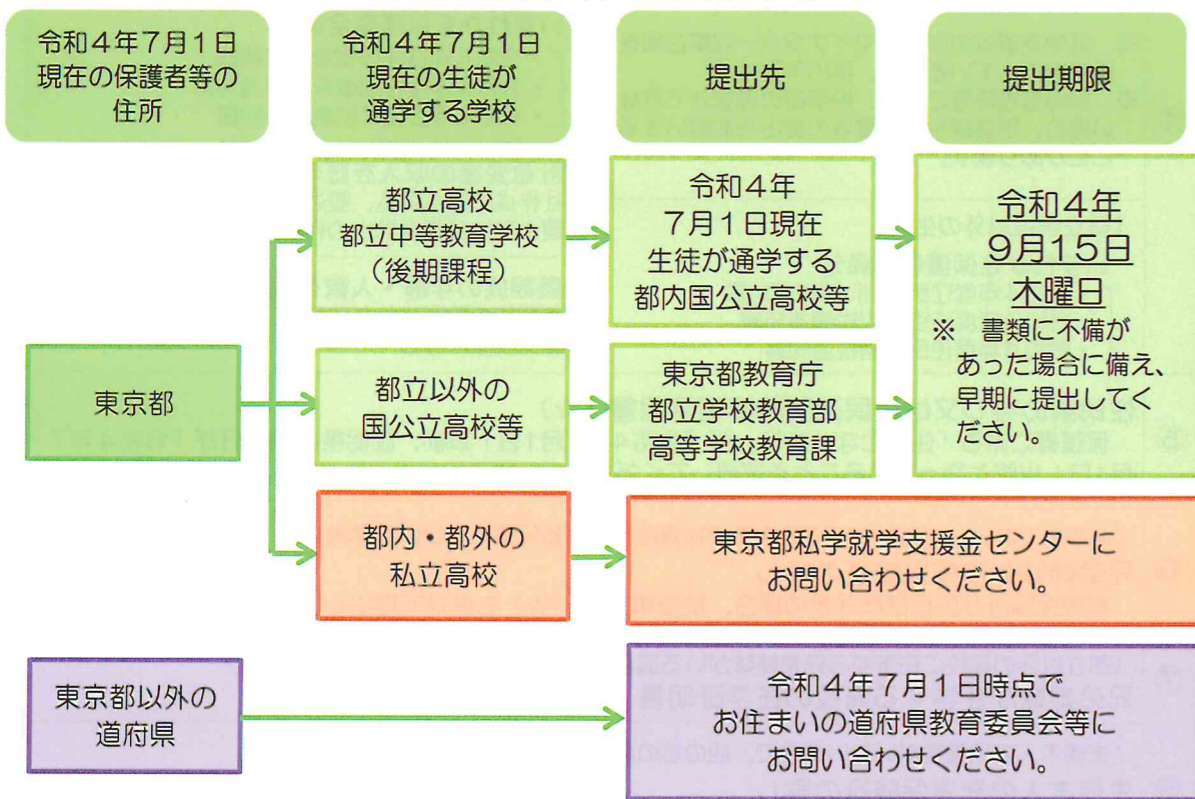 令和４年７月１日
現在の保護者等の
住所
令和４年７月１日
現在の生徒が
通学する学校
提出先
提出期限
東京都
都立高校
都立中等教育学校
（後期課程）
令和４年
７月１日現在
生徒が通学する
都内国公立高校等
令和４年
９月15日
木曜日
※　書類に不備が
あった場合に備え、
早期に提出してく
ださい。
都立以外の
国公立高校等
東京都教育庁
都立学校教育部
高等学校教育課
都内・都外の
私立高校
東京都私学就学支援金センターに
お問い合わせください。
東京都以外の
道府県
令和４年７月１日時点で
お住まいの道府県教育委員会等に
お問い合わせください。